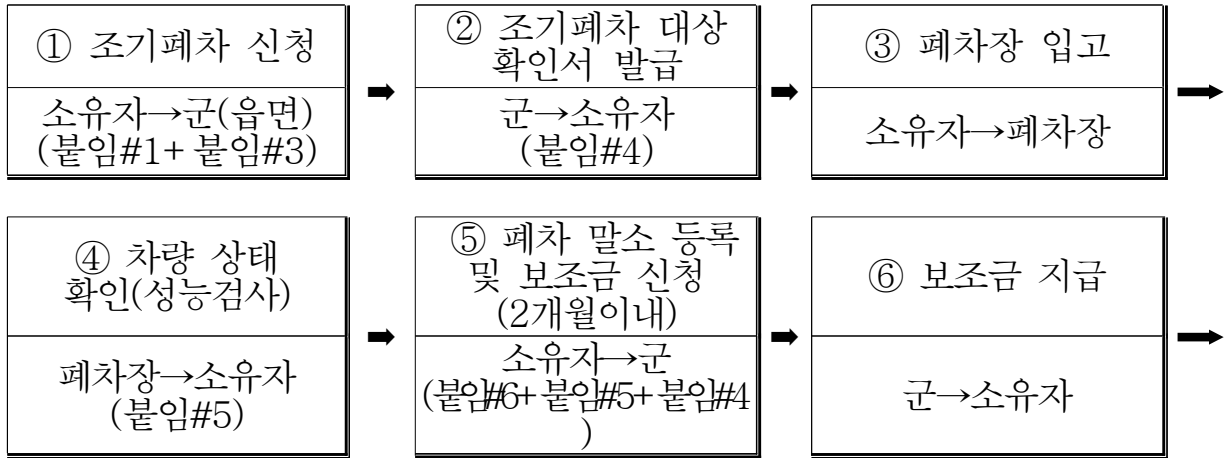 ① 조기폐차 신청
소유자→군(읍면)
(붙임#1+ 붙임#3)
② 조기폐차 대상
확인서 발급
군→소유자
(붙임#4)
③ 폐차장 입고
소유자→폐차장
④ 차량 상태
확인(성능검사)
폐차장→소유자
(붙임#5)
⑤ 폐차 말소 등록
및 보조금 신청
(2개월이내)
소유자→군
(붙임#6+ 붙임#5+ 붙임#4
)
⑥ 보조금 지급
군→소유자